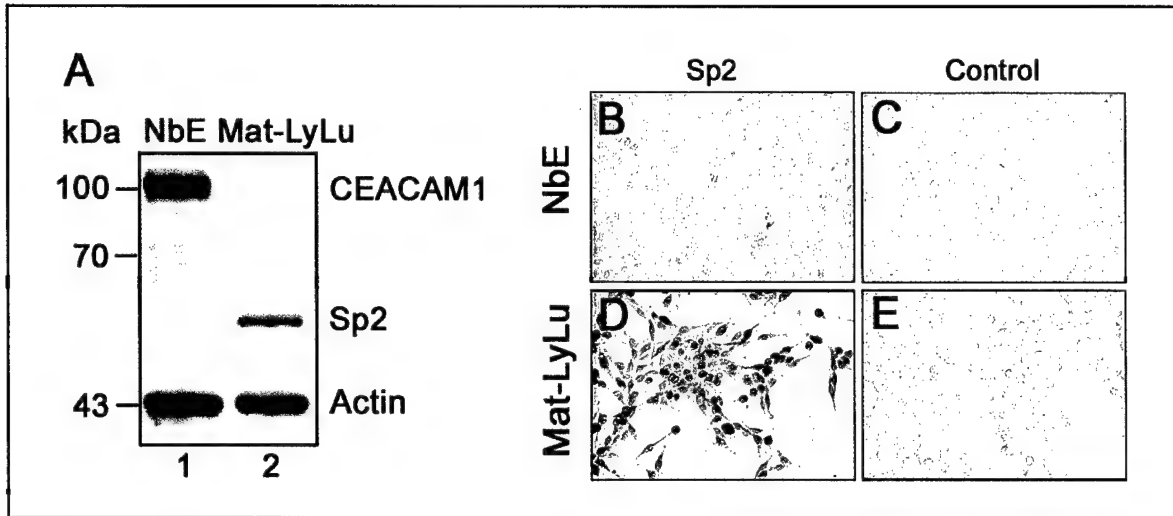 A
kDa NbE Mat-LyLu
100
CEACAM1
70
Sp2
43
Actin
1 2
Sp2 Control
NbE
B
C
Mat-LyLu
D
E